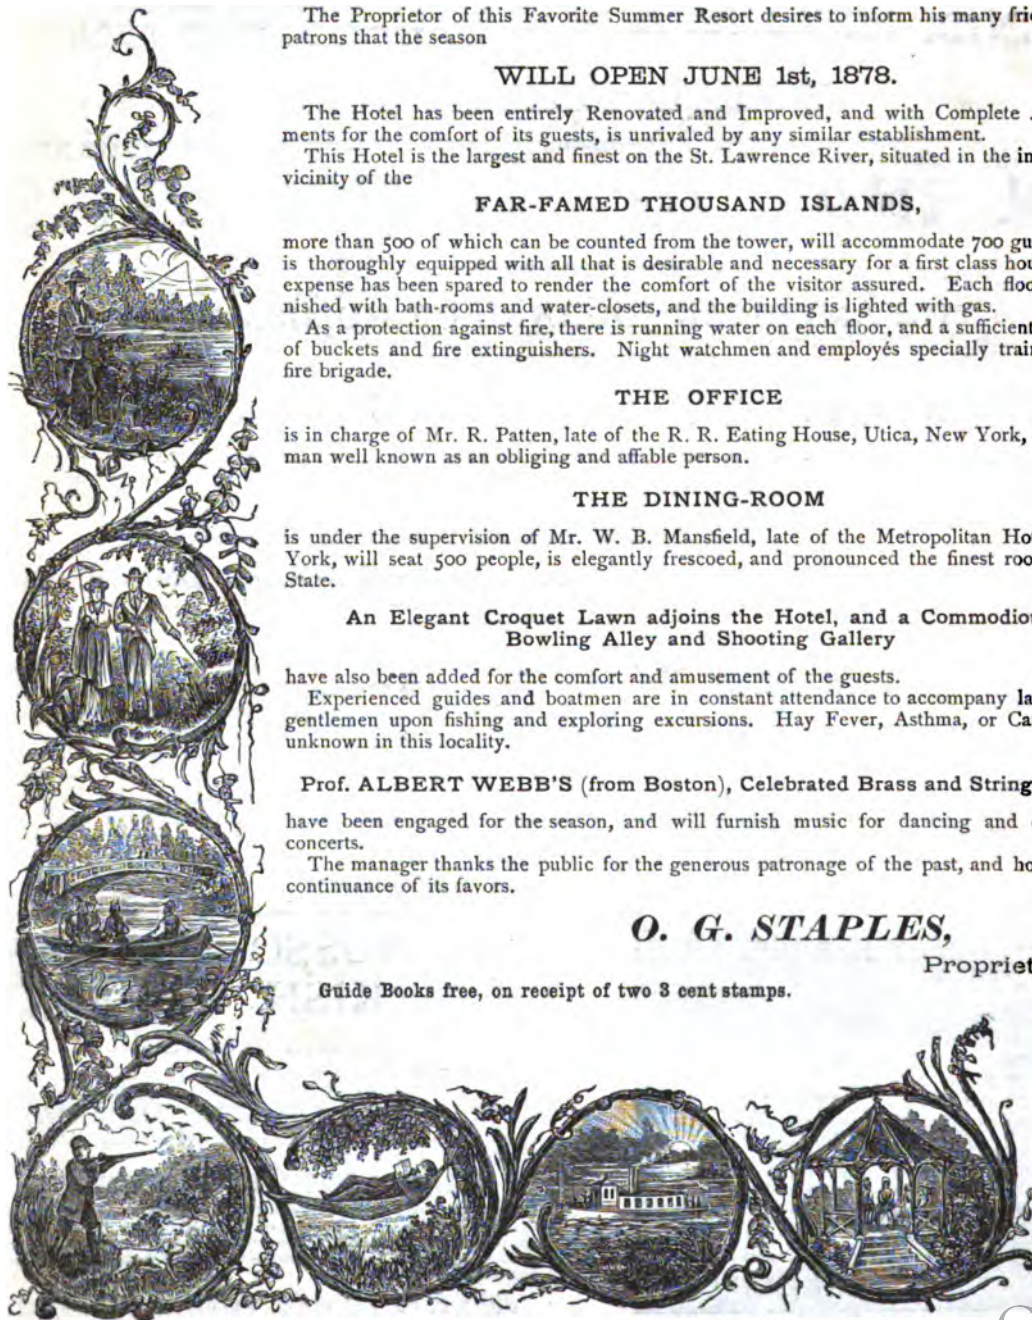 The Proprietor of this Favorite Summer Resort desires to inform his many frie
patrons that the season
WILL OPEN JUNE 1st, 1878.
The Hotel has been entirely Renovated and Improved, and with Complete
ments for the comfort of its guests, is unrivaled by any similar establishment.
This Hotel is the largest and finest on the St. Lawrence River, situated in the im
vicinity of the
FAR-FAMED THOUSAND ISLANDS,
more than 500 of which can be counted from the tower, will accommodate 700 gu
is thoroughly equipped with all that is desirable and necessary for a first class hou
expense has been spared to render the comfort of the visitor assured. Each floo
nished with bath-rooms and water-closets, and the building is lighted with gas.
As a protection against fire, there is running water on each floor, and a sufficient
of buckets and fire extinguishers. Night watchmen and employés specially train
fire brigade.
THE OFFICE
is in charge of Mr. R. Patten, late of the R. R. Eating House, Utica, New York,
man well known as an obliging and affable person.
THE DINING-ROOM
is under the supervision of Mr. W. B. Mansfield, late of the Metropolitan Ho
York, will seat 500 people, is elegantly frescoed, and pronounced the finest roo
State.
An Elegant Croquet Lawn adjoins the Hotel, and a Commodio
Bowling Alley and Shooting Gallery
have also been added for the comfort and amusement of the guests.
Experienced guides and boatmen are in constant attendance to accompany la
gentlemen upon fishing and exploring excursions. Hay Fever, Asthma, or Ca
unknown in this locality.
Prof. ALBERT WEBB'S (from Boston), Celebrated Brass and String
have been engaged for the season, and will furnish music for dancing and
concerts.
The manager thanks the public for the generous patronage of the past, and ho
continuance of its favors.
O. G. STAPLES,
Propriet
Guide Books free, on receipt of two 3 cent stamps.